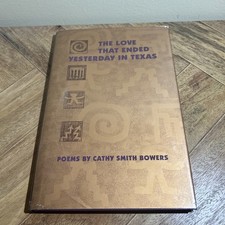 THE LOVE
THAT ENDED
YESTERDAY IN TEXAS
POEMS BY CATHY SMITH BOWERS